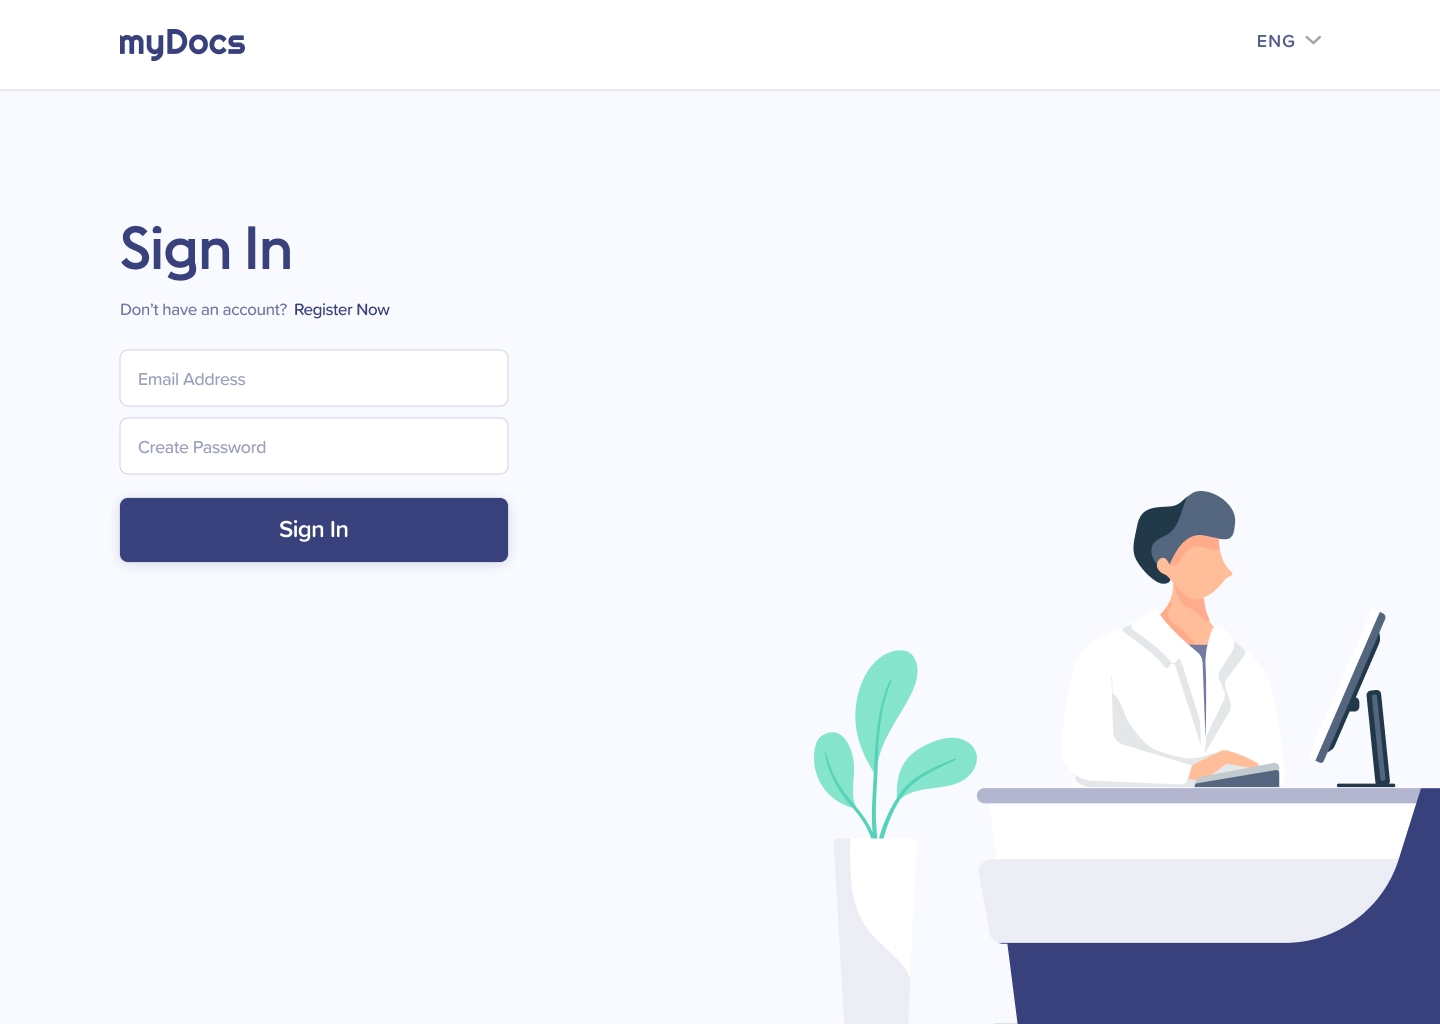 myDocs
ENG
Sign In
Don't have an account? Register Now
Email Address
Create Password
Sign In